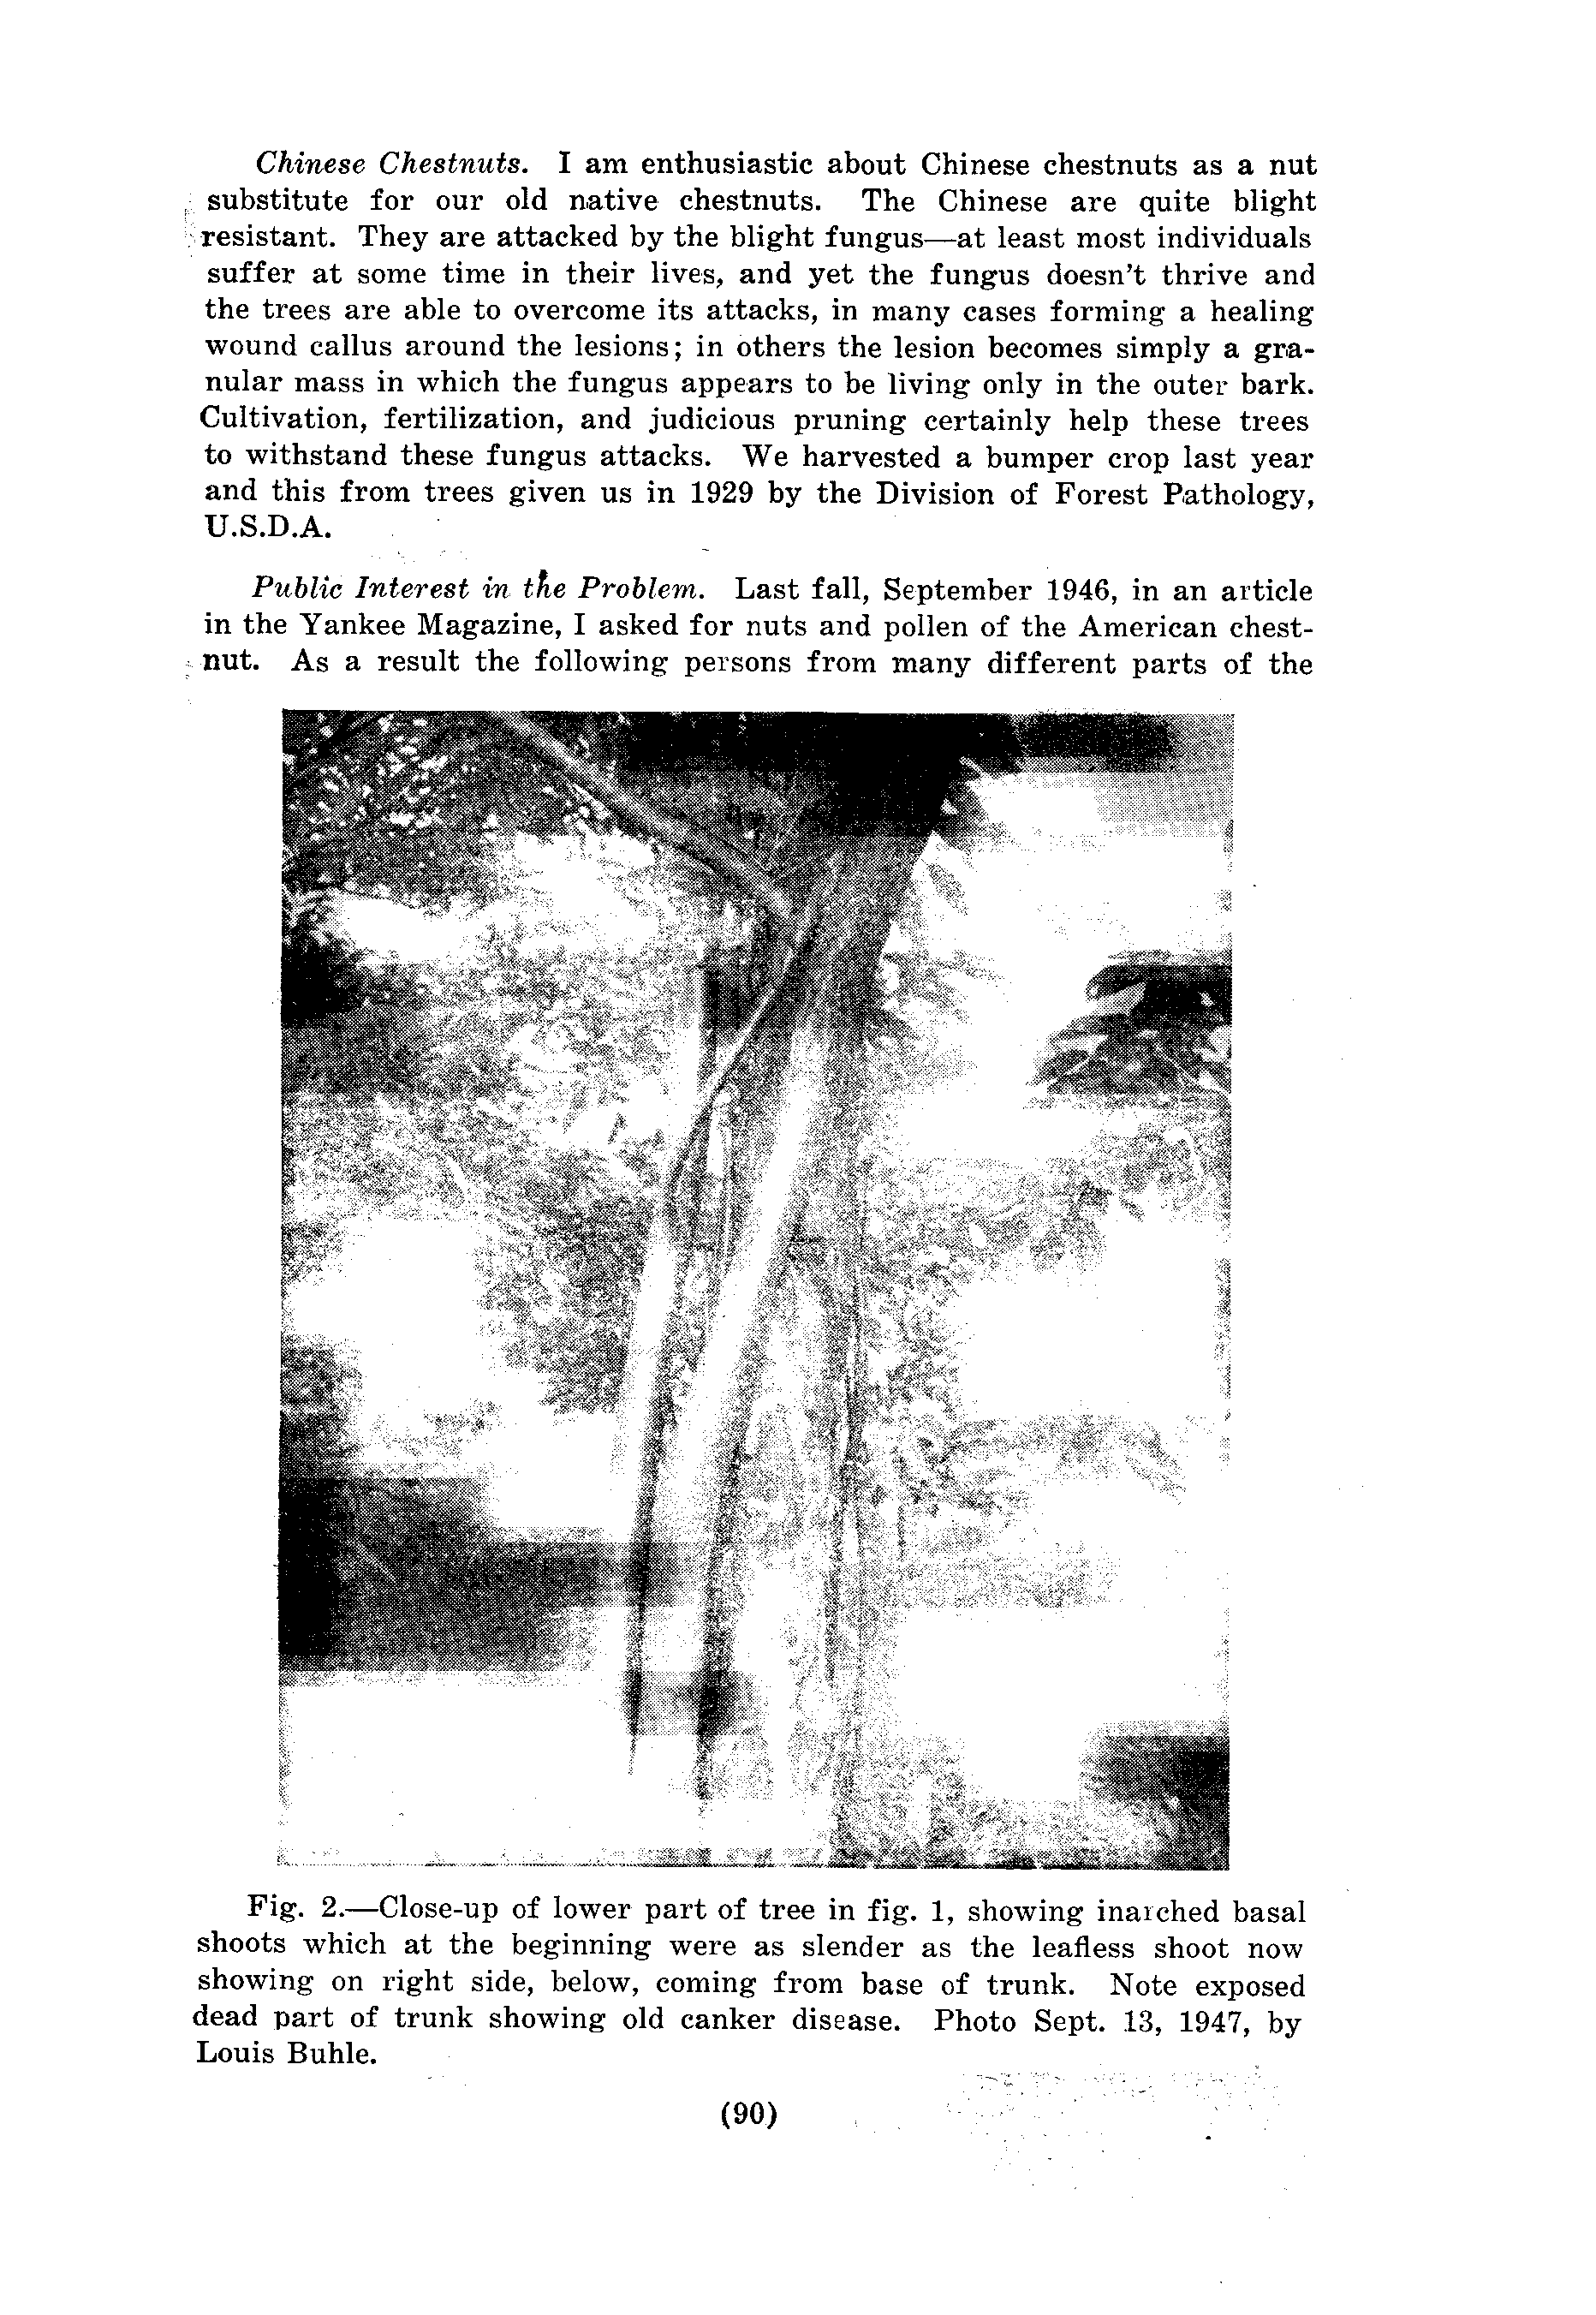 Chinese Chestnuts. I am enthusiastic about Chinese chestnuts as a nut
substitute for our old native chestnuts. The Chinese are quite blight
resistant. They are attacked by the blight fungus—at least most individuals
suffer at some time in their lives, and yet the fungus doesn't thrive and
the trees are able to overcome its attacks, in many cases forming a healing
wound callus around the lesions; in others the lesion becomes simply a gra-
nular mass in which the fungus appears to be living only in the outer bark.
Cultivation, fertilization, and judicious pruning certainly help these trees
to withstand these fungus attacks. We harvested a bumper crop last year
and this from trees given us in 1929 by the Division of Forest Pathology,
U.S.D.A.
Public Interest in the Problem. Last fall, September 1946, in an article
in the Yankee Magazine, I asked for nuts and pollen of the American chest-
nut. As a result the following persons from many different parts of the
Fig. 2.—Close-up of lower part of tree in fig. 1, showing inarched basal
shoots which at the beginning were as slender as the leafless shoot now
showing on right side, below, coming from base of trunk. Note exposed
dead part of trunk showing old canker disease. Photo Sept. 13, 1947, by
Louis Buhle.
(90)